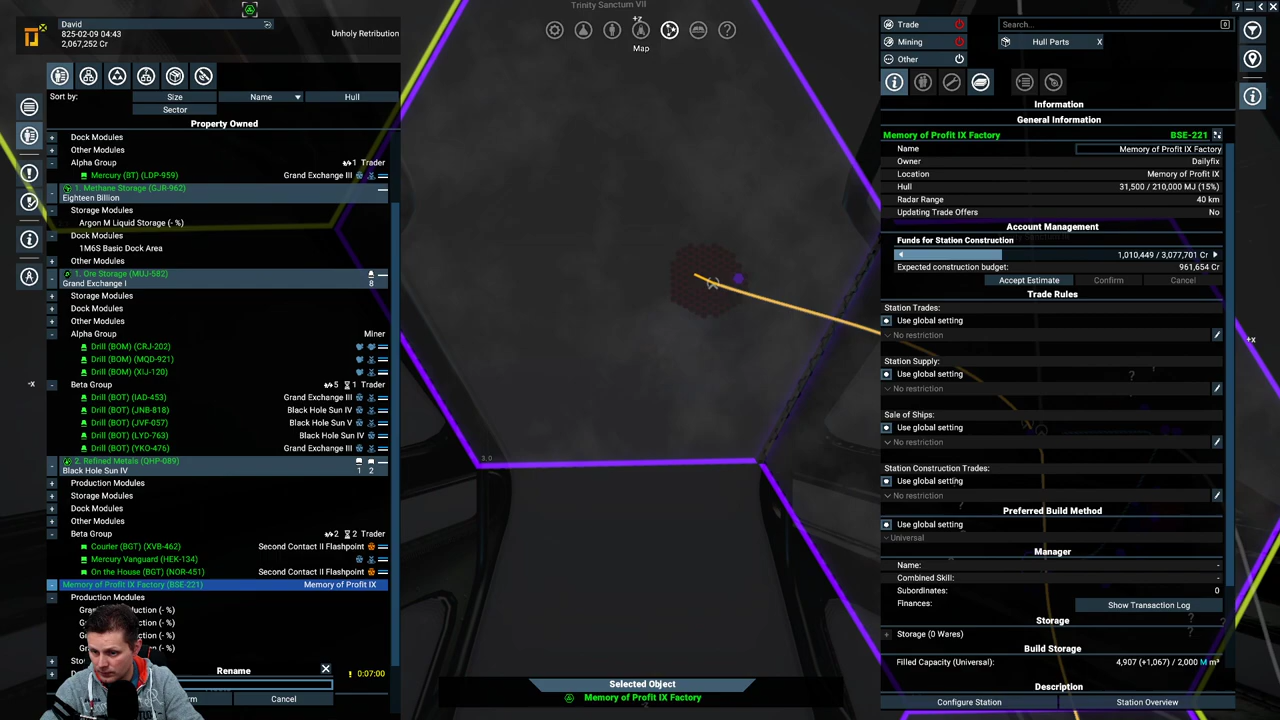 Trinity Sanctum VII
David
825-02-09 04:43
2,067,252 Cr
Unholy Retribution
+z
Map
Sort by:
Size
Name
Hull
Sector
Property Owned
Dock Modules
Other Modules
Alpha Group
1 Trader
Mercury (BT) (LDP-959)
Grand Exchange III
1. Methane Storage (GJR-962)
Eighteen Billion
Storage Modules
Argon M Liquid Storage (- %)
Dock Modules
1M6S Basic Dock Area
Other Modules
1. Ore Storage (MUJ-582)
Grand Exchange I
8
Storage Modules
Dock Modules
Other Modules
Alpha Group
Miner
Drill (BOM) (CRJ-202)
Drill (BOM) (MQD-921)
Drill (BOM) (XIJ-120)
Beta Group
5 1 Trader
Drill (BOT) (IAD-453)
Grand Exchange III
Drill (BOT) (JNB-818)
Black Hole Sun IV
Drill (BOT) (JVF-057)
Black Hole Sun V
Drill (BOT) (LYD-763)
Black Hole Sun IV
Drill (BOT) (YKO-476)
Grand Exchange III
2. Refined Metals (QHP-089)
Black Hole Sun IV
1 2
Production Modules
Storage Modules
Dock Modules
Other Modules
Beta Group
2 2 Trader
Courier (BGT) (XVB-462)
Second Contact II Flashpoint
Mercury Vanguard (HEK-134)
Grand Exchange III
On the House (BGT) (NOR-451)
Second Contact II Flashpoint
Memory of Profit IX Factory (BSE-221)
Memory of Profit IX
Production Modules
(- %)
(- %)
(- %)
(- %)
0:07:00
Rename
Cancel
-x
3.0
Selected Object
Memory of Profit IX Factory
Trade
Mining
Other
Search...
0
Hull Parts X
Information
General Information
Memory of Profit IX Factory
BSE-221
Name
Memory of Profit IX Factory
Owner
Dailyfix
Location
Memory of Profit IX
Hull
31,500 / 210,000 MJ (15%)
Radar Range
40 km
Updating Trade Offers
No
Account Management
Funds for Station Construction
1,010,449 / 3,077,701 Cr
Expected construction budget:
961,654 Cr
Accept Estimate
Confirm
Cancel
Trade Rules
Station Trades:
Use global setting
No restriction
Station Supply:
Use global setting
No restriction
Sale of Ships:
Use global setting
No restriction
Station Construction Trades:
Use global setting
No restriction
Preferred Build Method
Use global setting
Universal
Manager
Name:
-
Combined Skill:
-
Subordinates:
0
Finances:
Show Transaction Log
Storage
Storage (0 Wares)
Build Storage
Filled Capacity (Universal):
4,907 (+1,067) / 2,000 M m³
Description
Configure Station
Station Overview
+x